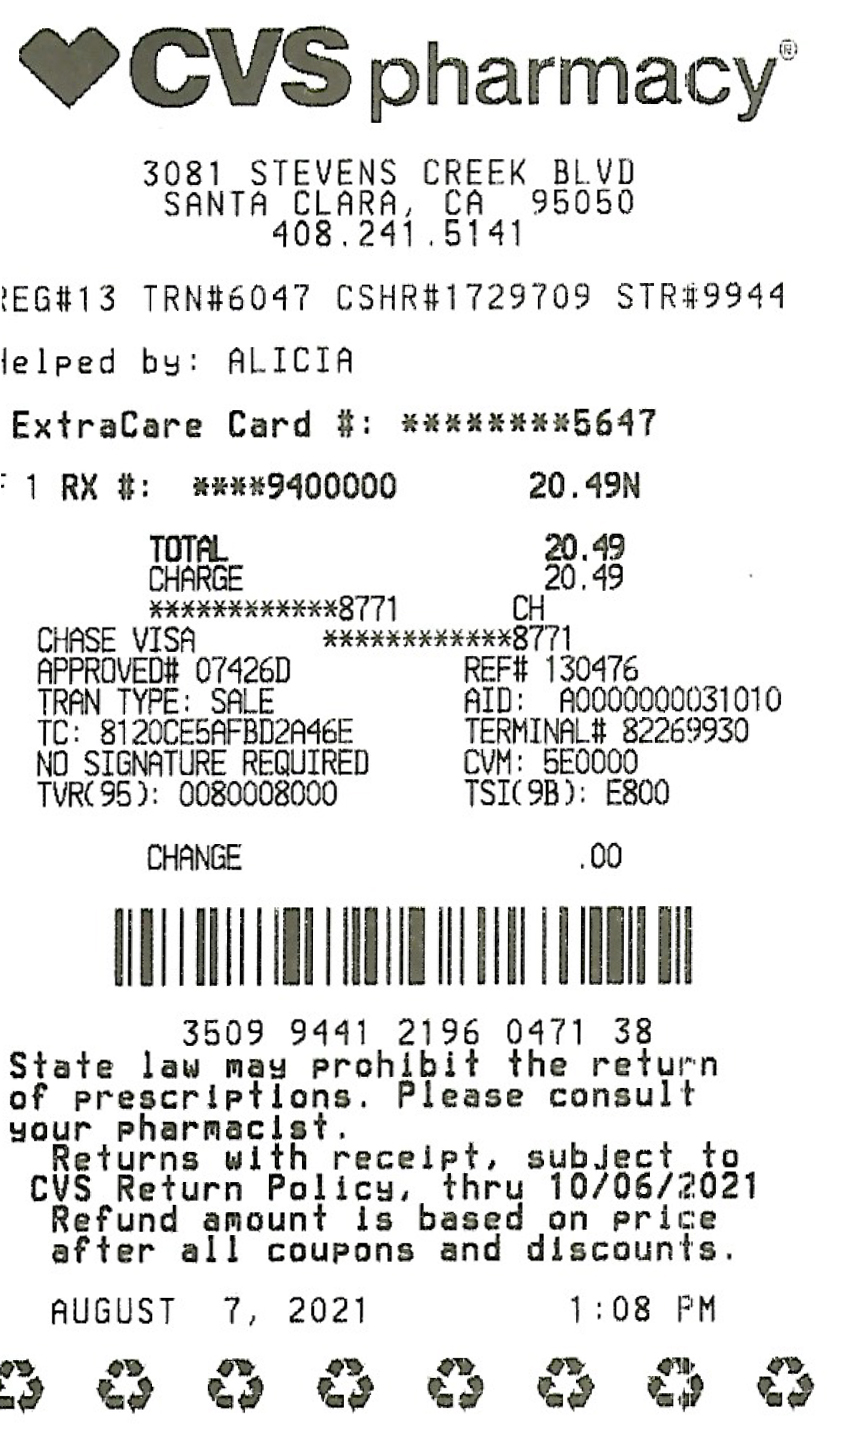 CVS pharmacy®
3081 STEVENS CREEK BLVD
SANTA CLARA, CA 95050
408.241.5141
REG#13 TRN#6047 CSHR#1729709 STR#9944
Helped by: ALICIA
ExtraCare Card #: ********5647
F 1 RX #: ****9400000 20.49N
TOTAL 20.49
CHARGE 20.49
************8771 CH
CHASE VISA ************8771
APPROVED# 07426D REF# 130476
TRAN TYPE: SALE AID: A0000000031010
TC: 8120CE5AFBD2A46E TERMINAL# 82269930
NO SIGNATURE REQUIRED CVM: 5E0000
TVR(95): 0080008000 TSI(9B): E800
CHANGE .00
3509 9441 2196 0471 38
State law may prohibit the return
of prescriptions. Please consult
your pharmacist.
Returns with receipt, subject to
CVS Return Policy, thru 10/06/2021
Refund amount is based on price
after all coupons and discounts.
AUGUST 7, 2021 1:08 PM